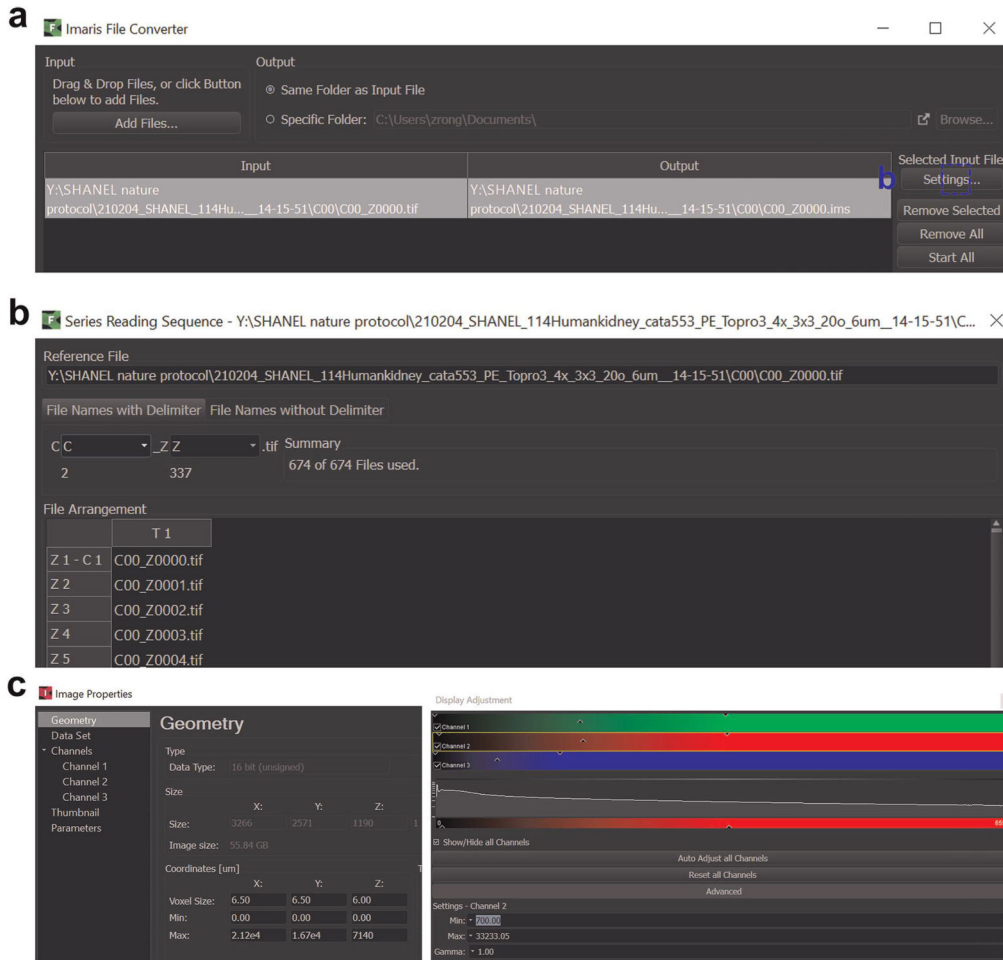 a
Imaris File Converter
Input
Output
Drag & Drop Files, or click Button
below to add Files.
Add Files...
Same Folder as Input File
Specific Folder: C:\Users\zrong\Documents\
Browse...
Input
Output
Selected Input File
b
Settings...
Y:\SHANEL nature
protocol\210204_SHANEL_114Hu...__14-15-51\C00\C00_Z0000.tif
Y:\SHANEL nature
protocol\210204_SHANEL_114Hu...__14-15-51\C00\C00_Z0000.ims
Remove Selected
Remove All
Start All
b
Series Reading Sequence - Y:\SHANEL nature protocol\210204_SHANEL_114Humankidney_cata553_PE_Topro3_4x_3x3_20o_6um__14-15-51\C...
Reference File
Y:\SHANEL nature protocol\210204_SHANEL_114Humankidney_cata553_PE_Topro3_4x_3x3_20o_6um__14-15-51\C00\C00_Z0000.tif
File Names with Delimiter File Names without Delimiter
C C _Z Z .tif
2 337
Summary
674 of 674 Files used.
File Arrangement
T 1
Z 1 - C 1 C00_Z0000.tif
Z 2 C00_Z0001.tif
Z 3 C00_Z0002.tif
Z 4 C00_Z0003.tif
Z 5 C00_Z0004.tif
c
Image Properties
Geometry
Data Set
Channels
Channel 1
Channel 2
Channel 3
Thumbnail
Parameters
Geometry
Type
Data Type: 16 bit (unsigned)
Size
X: Y: Z:
Size: 3266 2571 1190 1
Image size: 55.84 GB
Coordinates [um]
X: Y: Z:
Voxel Size: 6.50 6.50 6.00
Min: 0.00 0.00 0.00
Max: 2.12e4 1.67e4 7140
Display Adjustment
Channel 1
Channel 2
Channel 3
0
Show/Hide all Channels
Auto Adjust all Channels
Reset all Channels
Advanced
Settings - Channel 2
Min: 700.00
Max: 33233.05
Gamma: 1.00